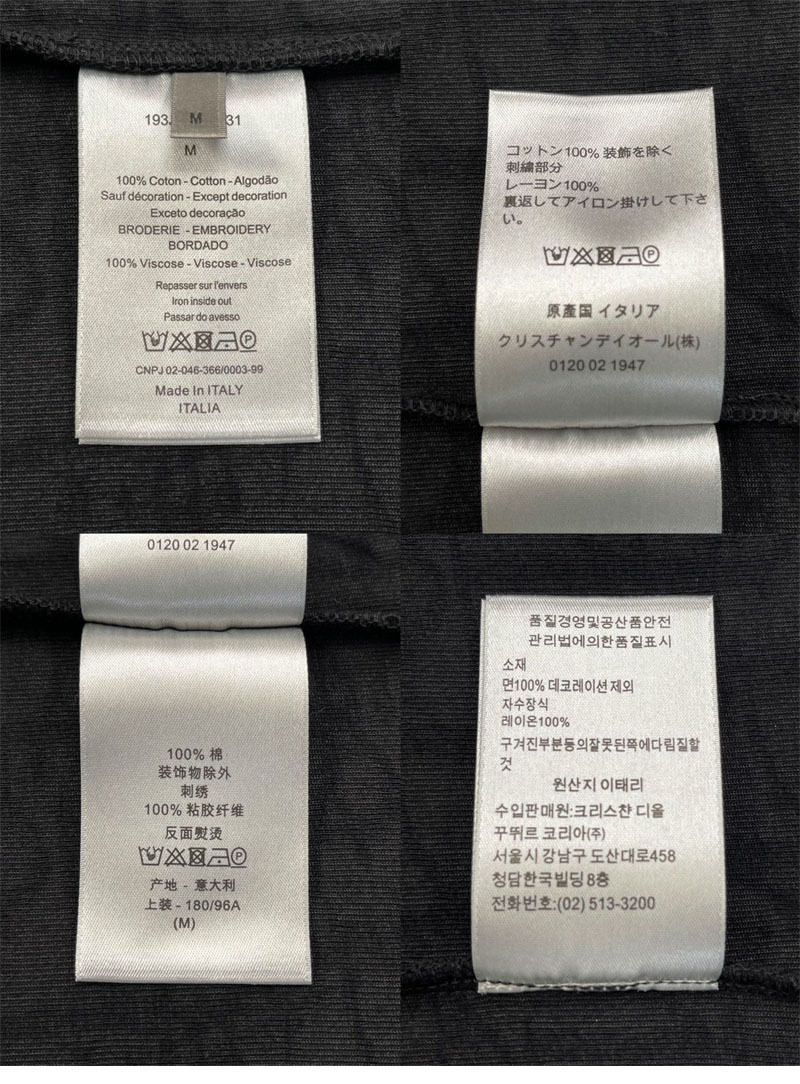 193 M 31
M
100% Coton - Cotton - Algodão
Sauf décoration - Except decoration
Exceto decoração
BRODERIE - EMBROIDERY
BORDADO
100% Viscose - Viscose - Viscose
Repasser sur l'envers
Iron inside out
Passar do avesso
CNPJ 02-046-366/0003-99
Made In ITALY
ITALIA
コットン100% 装飾を除く
刺繍部分
レーヨン100%
裏返してアイロン掛けして下さ
い。
原產国 イタリア
クリスチャンデイオール(株)
0120 02 1947
0120 02 1947
100% 棉
装饰物除外
刺绣
100% 粘胶纤维
反面熨烫
产地 - 意大利
上装 - 180/96A
(M)
품질경영및공산품안전
관리법에의한품질표시
소재
면100% 데코레이션 제외
자수장식
레이온100%
구겨진부분등의잘못된쪽에다림질할
것
원산지 이태리
수입판매원:크리스챤 디올
꾸뛰르 코리아(주)
서울시 강남구 도산대로458
청담한국빌딩 8층
전화번호:(02) 513-3200